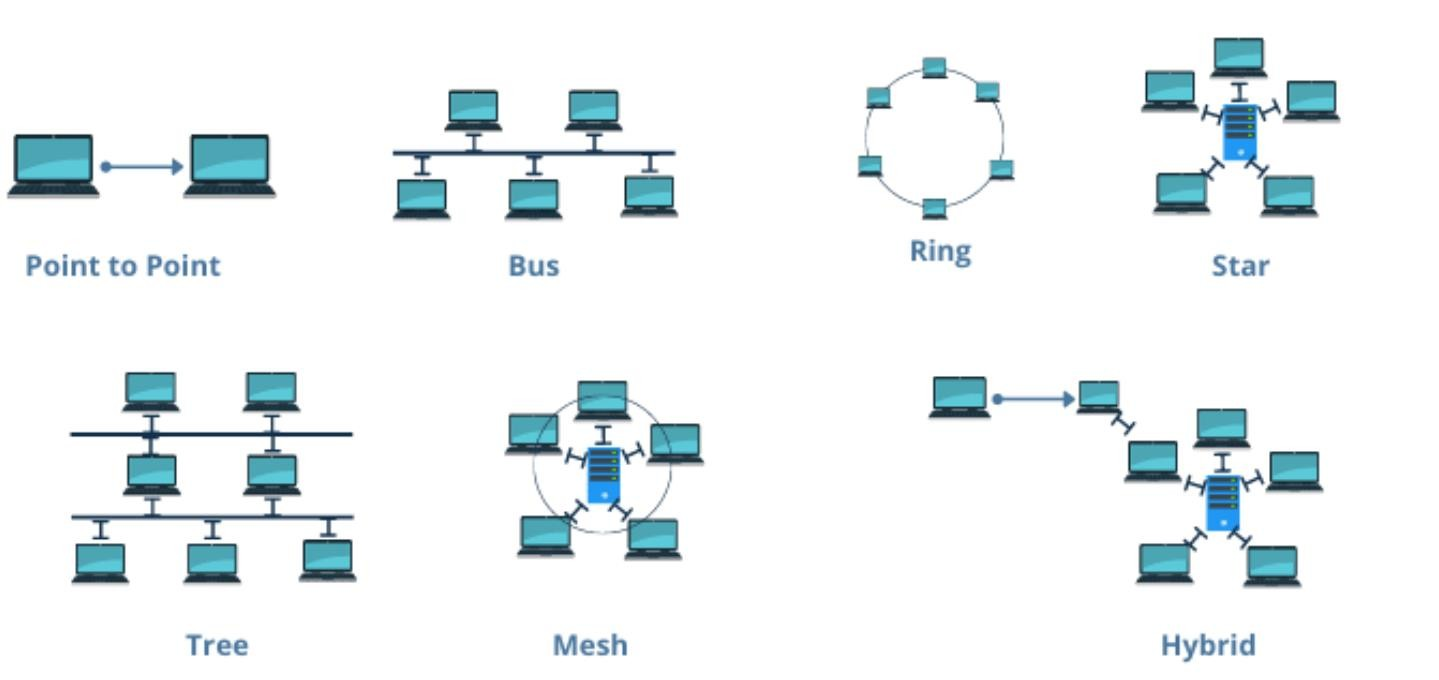 Point to Point
Bus
Ring
Star
Tree
Mesh
Hybrid